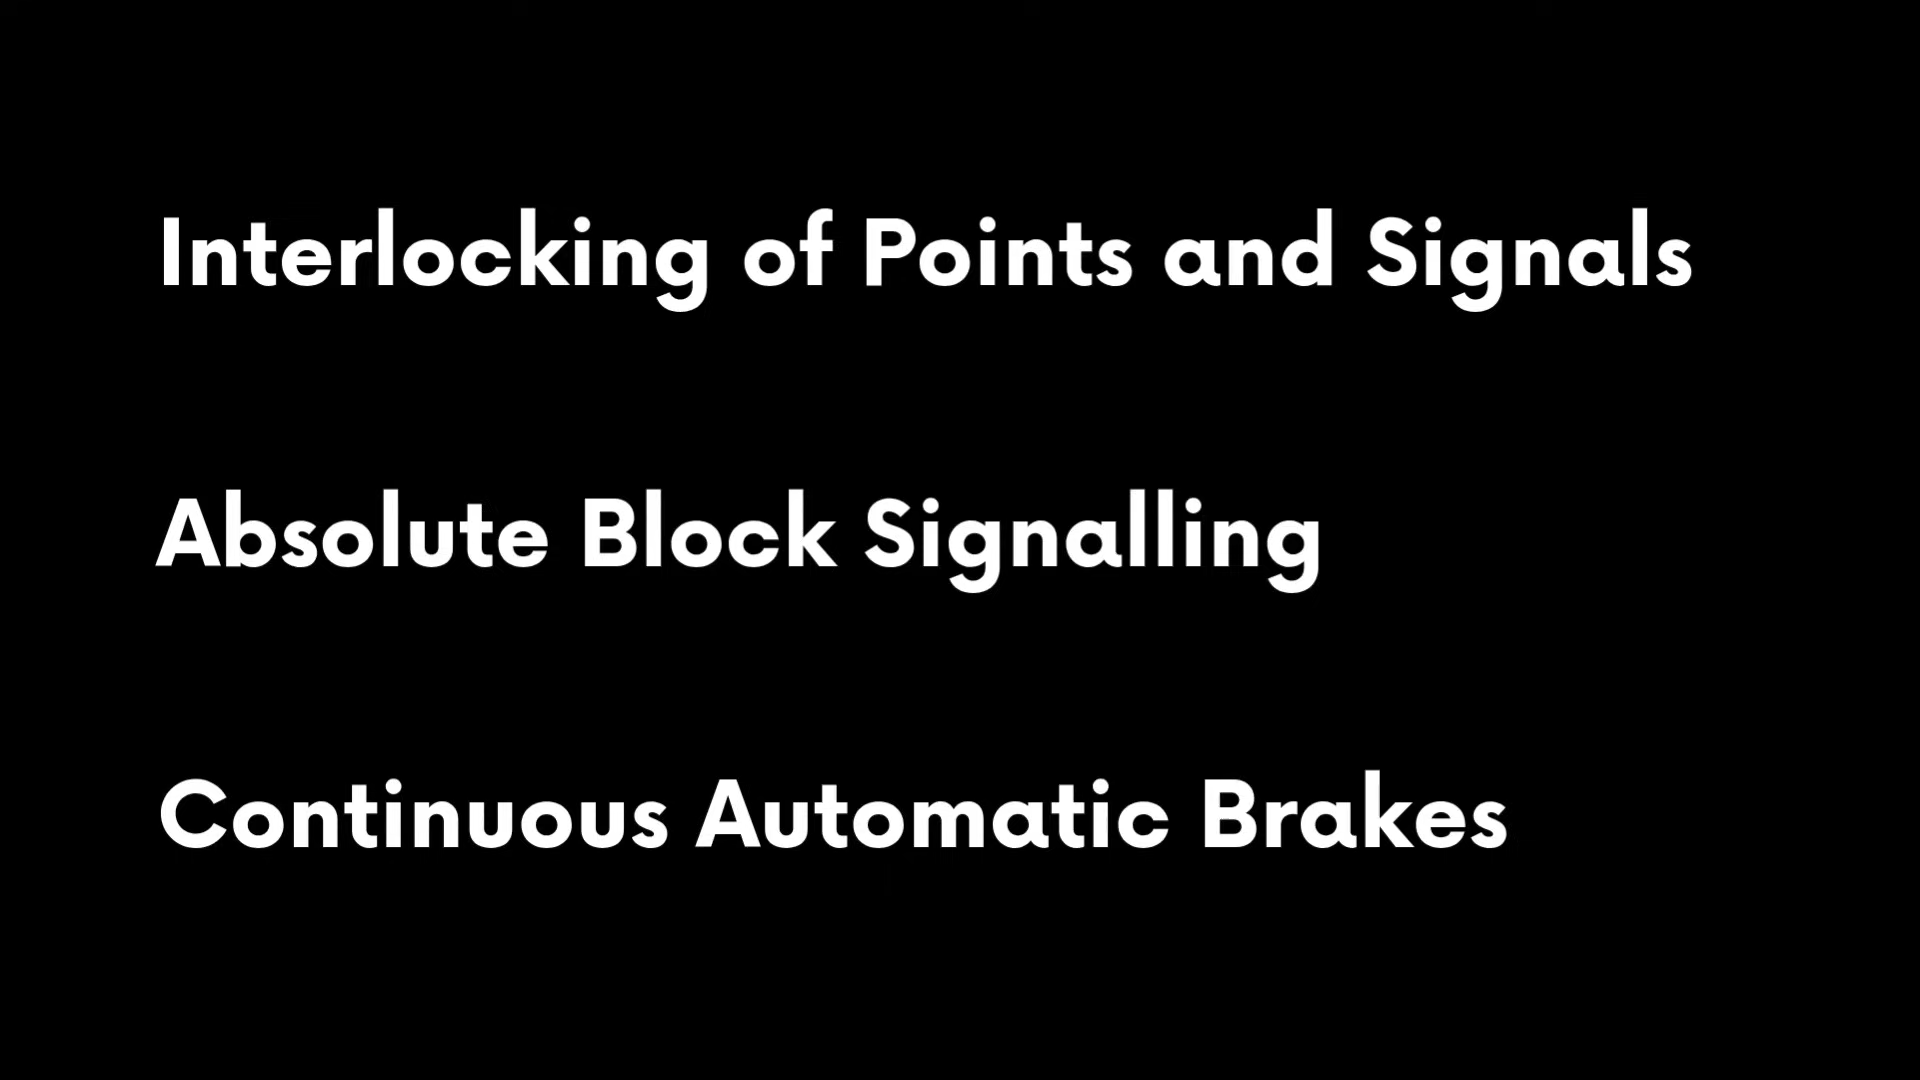 Interlocking of Points and Signals
Absolute Block Signalling
Continuous Automatic Brakes